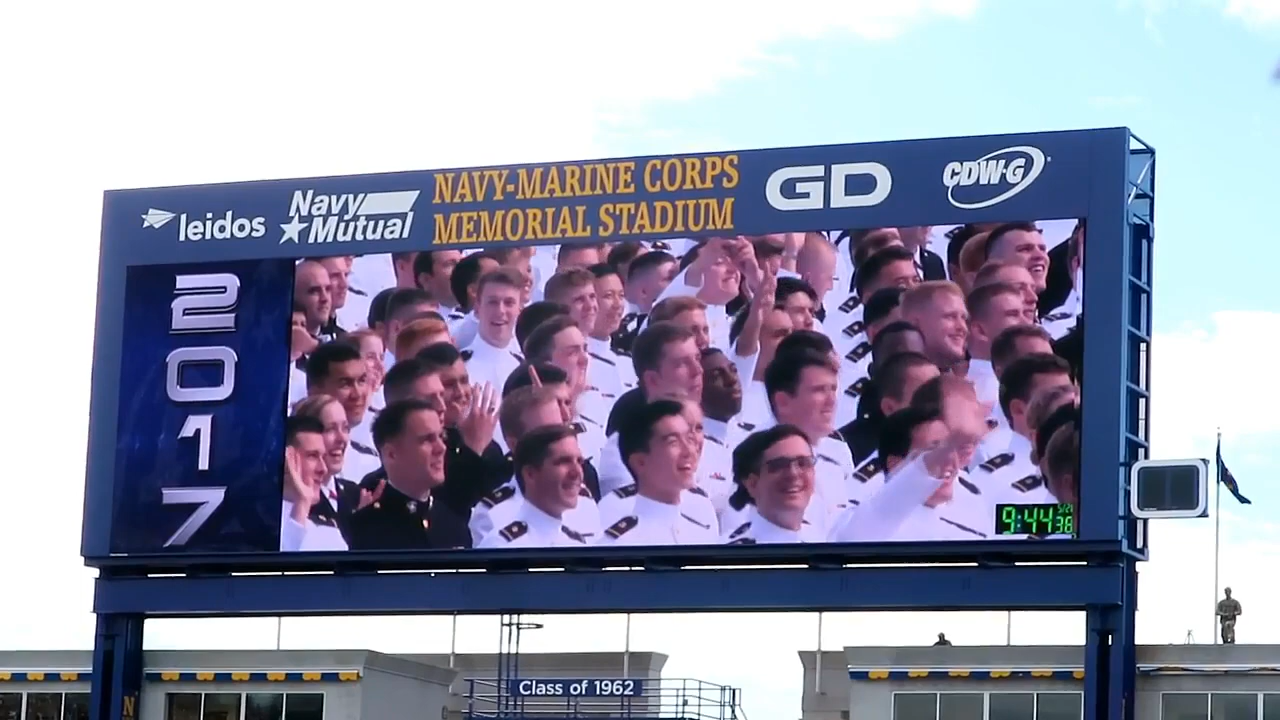 leidos
Navy
Mutual
NAVY-MARINE CORPS
MEMORIAL STADIUM
GD
CDW·G
2
0
1
7
9:44 38
N
Class of 1962